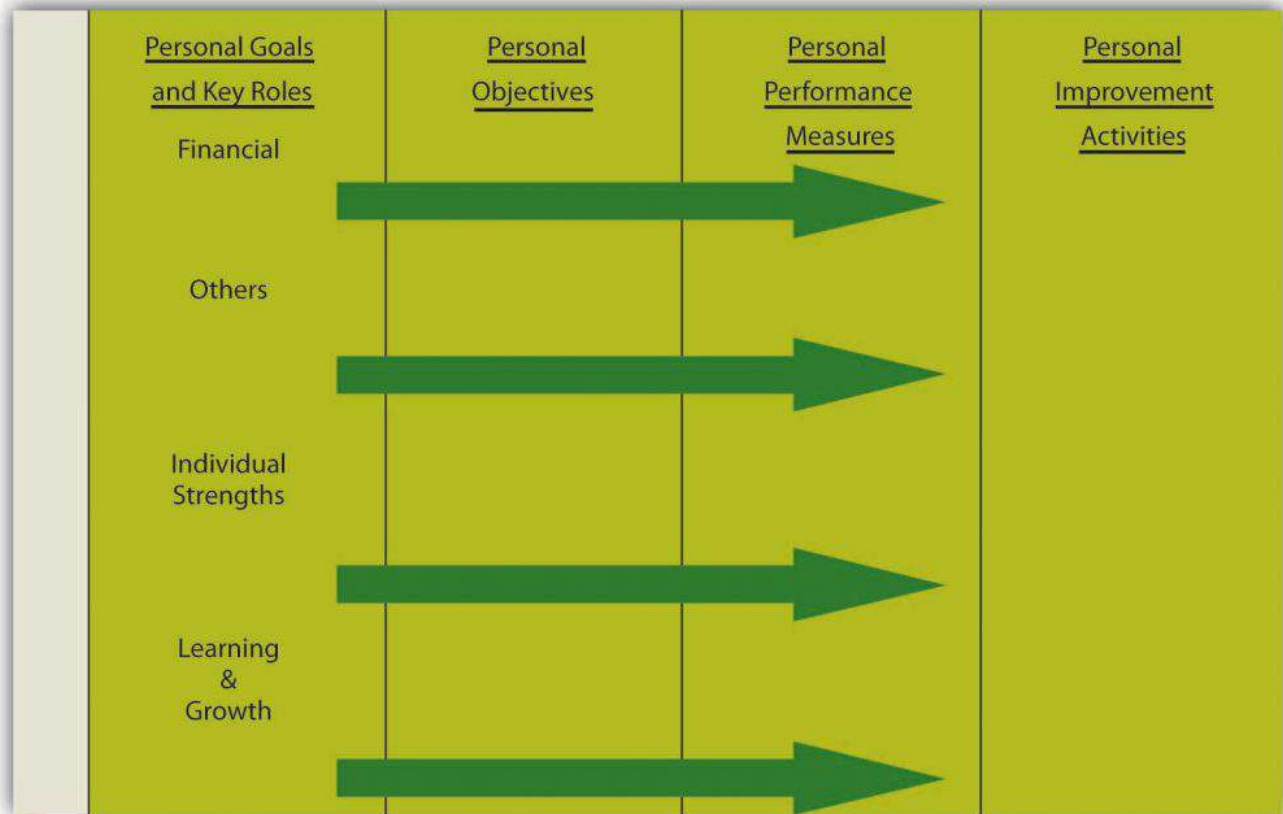 Personal Goals
and Key Roles
Personal
Objectives
Personal
Performance
Measures
Personal
Improvement
Activities
Financial
Others
Individual
Strengths
Learning
&
Growth